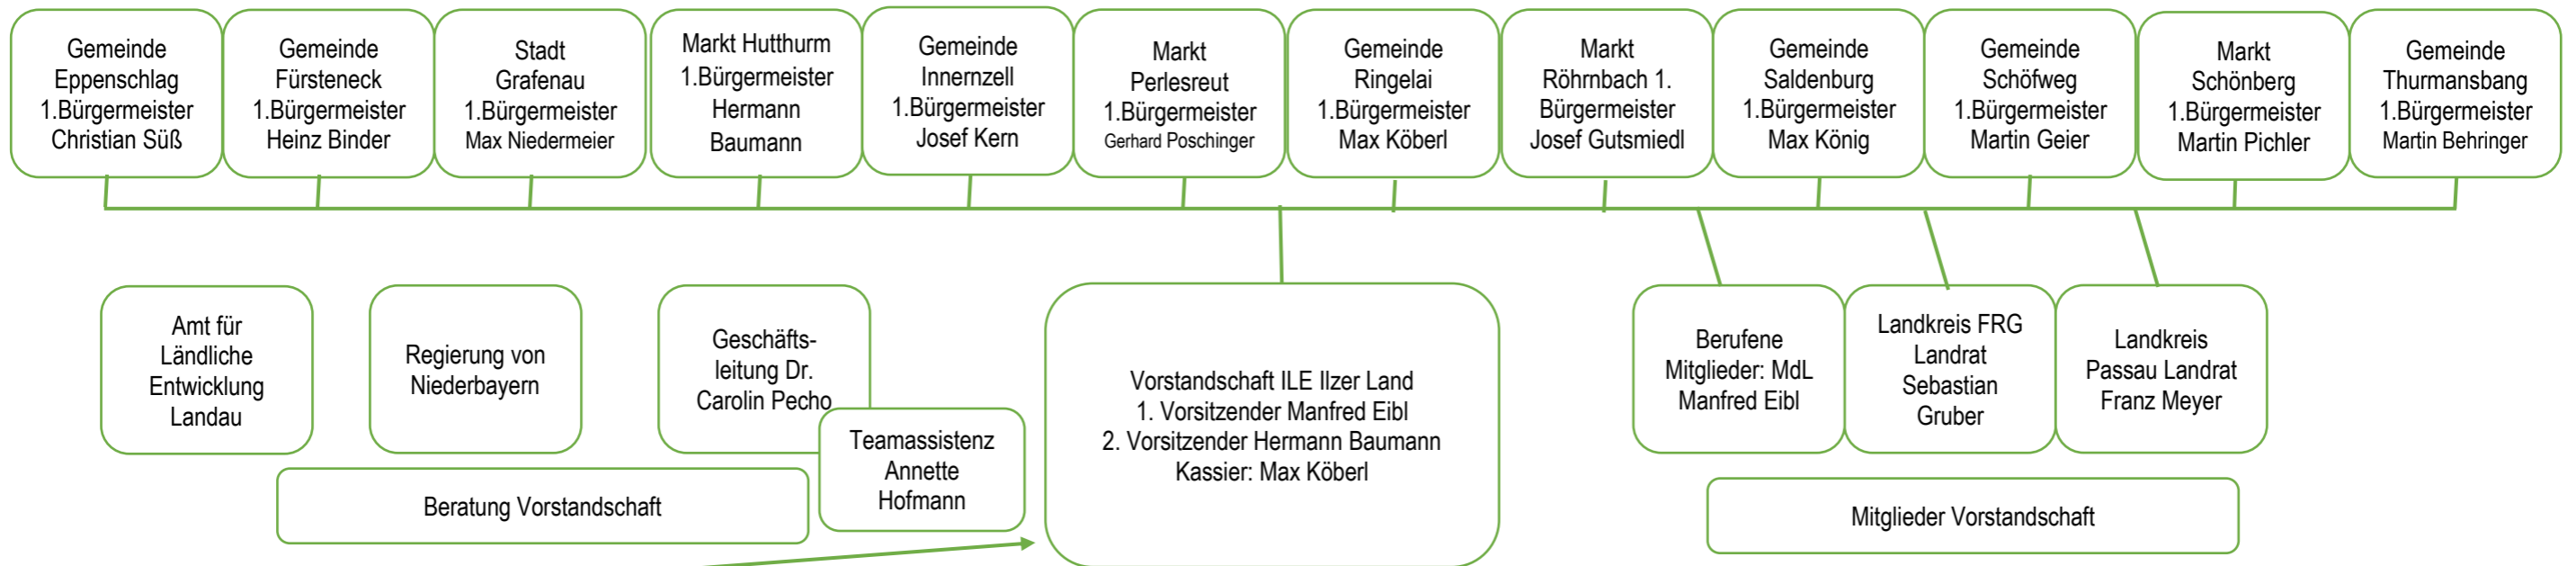 Gemeinde
Eppenschlag
1.Bürgermeister
Christian Süß
Gemeinde
Fürsteneck
1.Bürgermeister
Heinz Binder
Stadt
Grafenau
1.Bürgermeister
Max Niedermeier
Markt Hutthurm
1.Bürgermeister
Hermann
Baumann
Gemeinde
Innernzell
1.Bürgermeister
Josef Kern
Markt
Perlesreut
1.Bürgermeister
Gerhard Poschinger
Gemeinde
Ringelai
1.Bürgermeister
Max Köberl
Markt
Röhrnbach 1.
Bürgermeister
Josef Gutsmiedl
Gemeinde
Saldenburg
1.Bürgermeister
Max König
Gemeinde
Schöfweg
1.Bürgermeister
Martin Geier
Markt
Schönberg
1.Bürgermeister
Martin Pichler
Gemeinde
Thurmansbang
1.Bürgermeister
Martin Behringer
Amt für
Ländliche
Entwicklung
Landau
Regierung von
Niederbayern
Geschäfts-
leitung Dr.
Carolin Pecho
Teamassistenz
Annette
Hofmann
Beratung Vorstandschaft
Vorstandschaft ILE Ilzer Land
1. Vorsitzender Manfred Eibl
2. Vorsitzender Hermann Baumann
Kassier: Max Köberl
Berufene
Mitglieder: MdL
Manfred Eibl
Landkreis FRG
Landrat
Sebastian
Gruber
Landkreis
Passau Landrat
Franz Meyer
Mitglieder Vorstandschaft